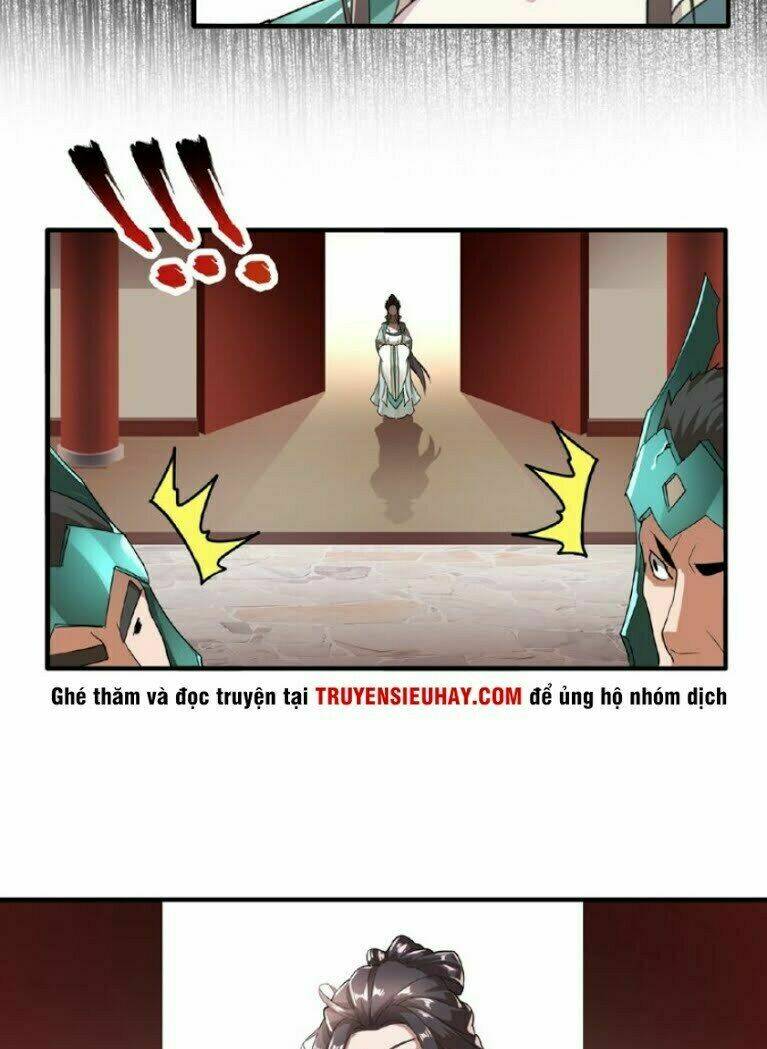 !!!
Ghé thăm và đọc truyện tại TRUYENSIEUHAY.COM để ủng hộ nhóm dịch